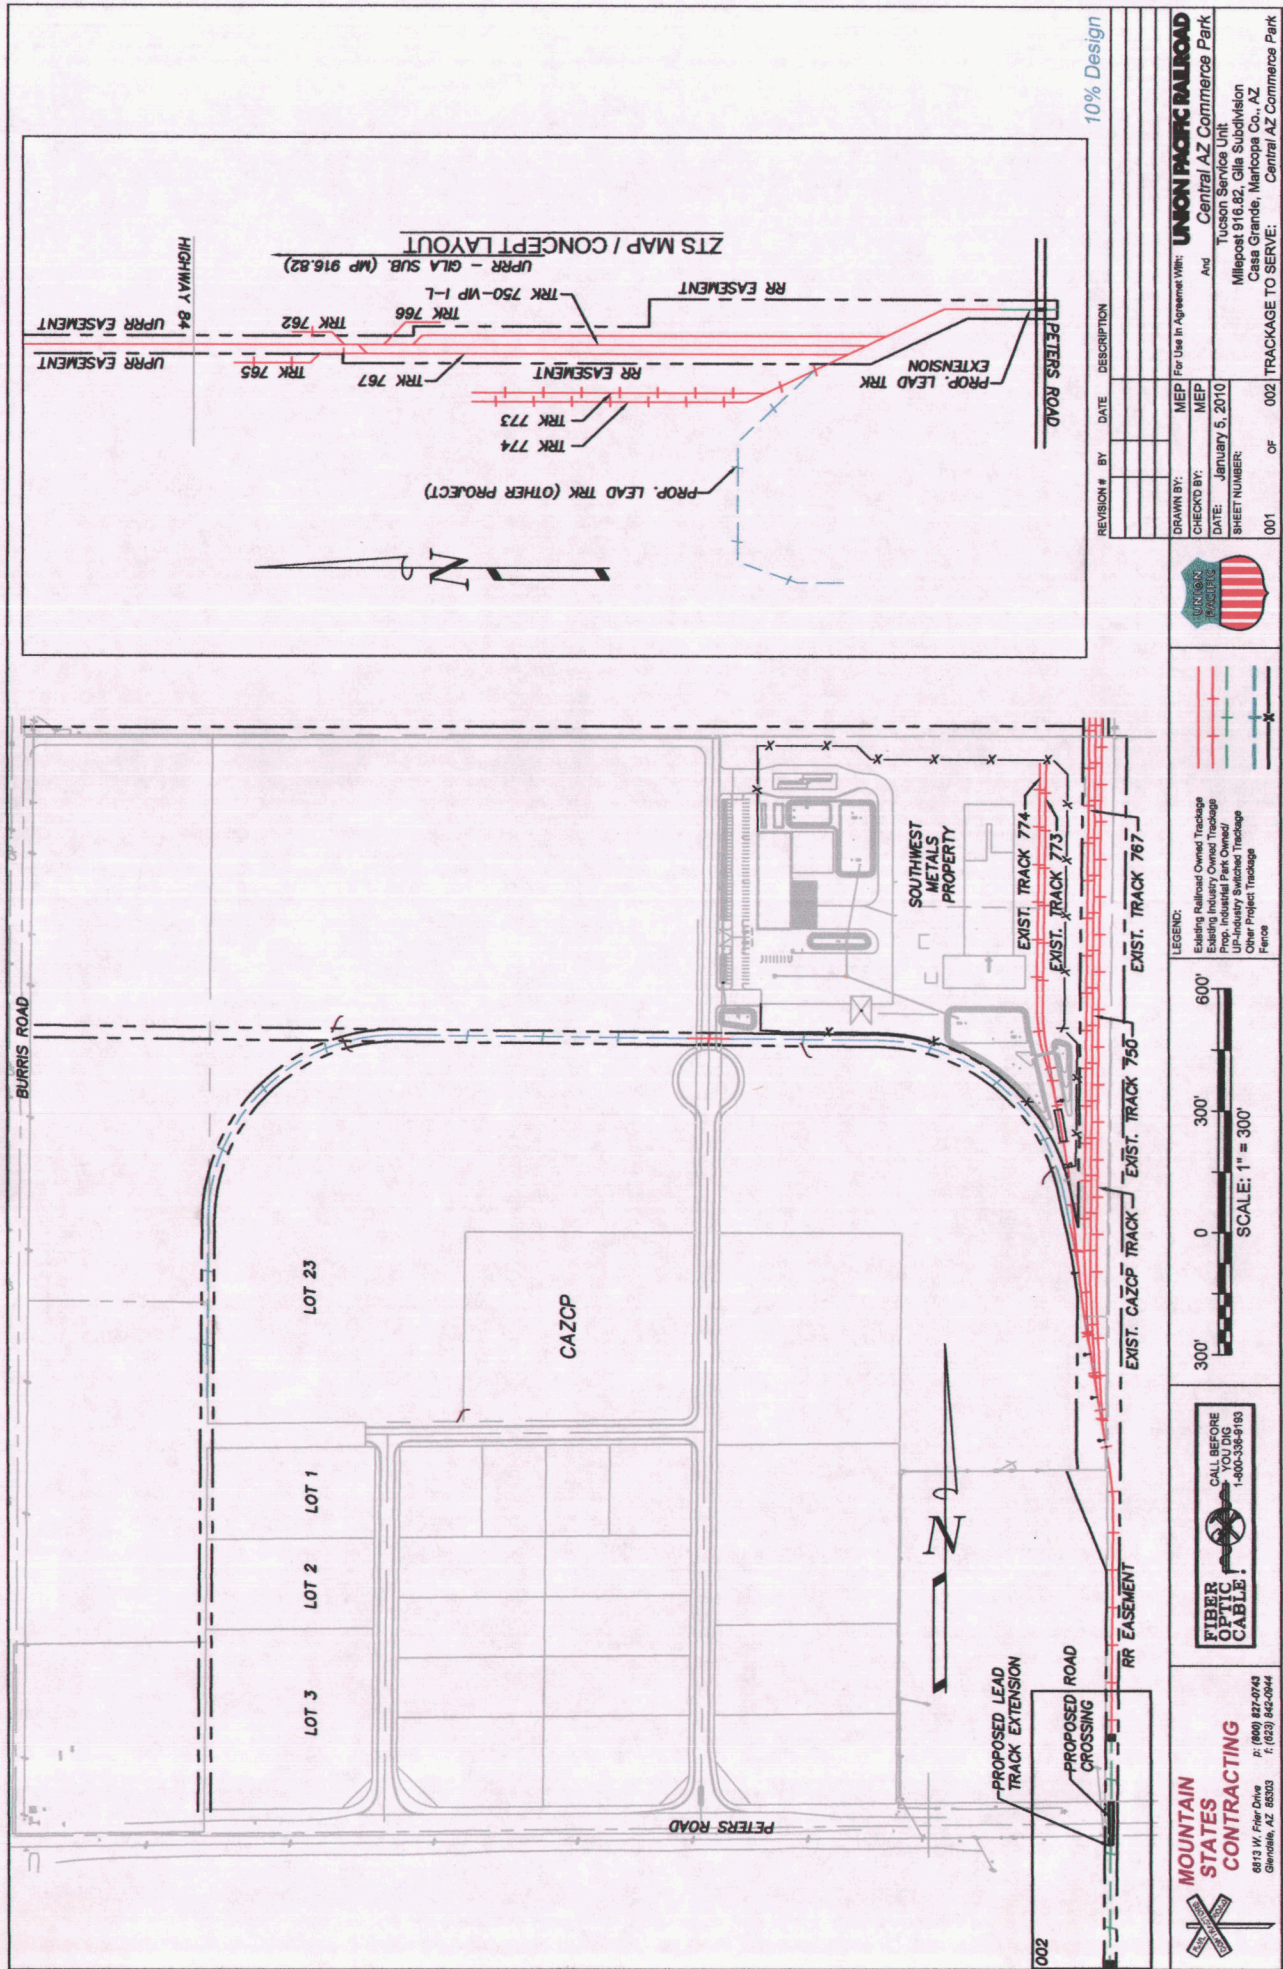 BURRIS ROAD
LOT 23
LOT 1
LOT 2
LOT 3
CAZCP
PETERS ROAD
SOUTHWEST
METALS
PROPERTY
EXIST. TRACK 774
EXIST. TRACK 773
EXIST. TRACK 767
EXIST. TRACK 750
EXIST. CAZCP TRACK
RR EASEMENT
PROPOSED LEAD
TRACK EXTENSION
PROPOSED ROAD
CROSSING
002
N
HIGHWAY 84
UPRR EASEMENT
UPRR EASEMENT
TRK 762
TRK 765
TRK 766
TRK 767
TRK 750-VIP 1-L
UPRR - GILA SUB. (MP 916.82)
ZTS MAP / CONCEPT LAYOUT
RR EASEMENT
RR EASEMENT
TRK 773
TRK 774
PROP. LEAD TRK (OTHER PROJECT)
PROP. LEAD TRK
EXTENSION
PETERS ROAD
N
10% Design
MOUNTAIN
STATES
CONTRACTING
6813 W. Frier Drive p: (800) 827-0743
Glendale, AZ 85303 f: (623) 842-0944
FIBER
OPTIC
CABLE!
CALL BEFORE
YOU DIG
1-800-336-9193
300' 0 300' 600'
SCALE: 1" = 300'
LEGEND:
Existing Railroad Owned Trackage
Existing Industry Owned Trackage
Prop. Industrial Park Owned/
UP-Industry Switched Trackage
Other Project Trackage
Fence
UNION
PACIFIC
REVISION # BY DATE DESCRIPTION
DRAWN BY: MEP
CHECK'D BY: MEP
DATE: January 5, 2010
SHEET NUMBER:
001 OF 002
For Use In Agreement With: UNION PACIFIC RAILROAD
And Central AZ Commerce Park
Tucson Service Unit
Milepost 916.82, Gila Subdivision
Casa Grande, Maricopa Co., AZ
TRACKAGE TO SERVE: Central AZ Commerce Park